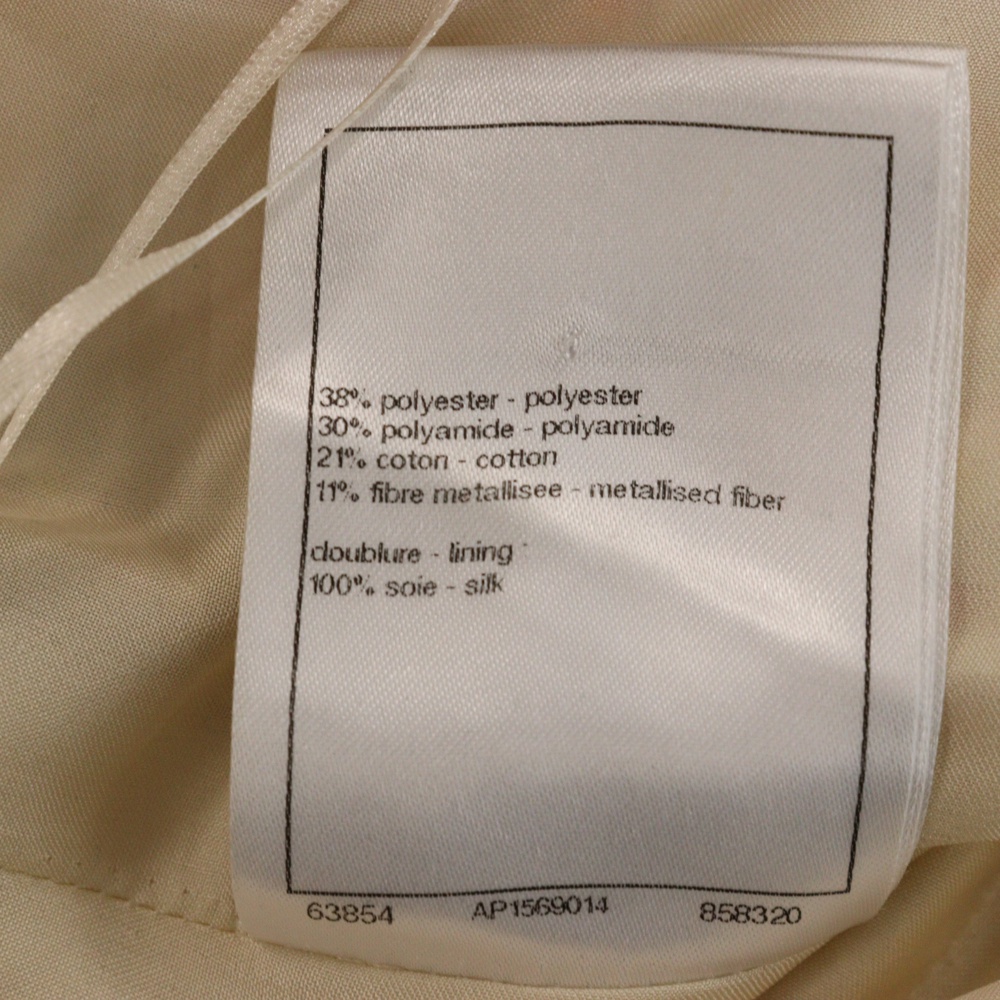 38% polyester - polyester
30% polyamide - polyamide
21% coton - cotton
11% fibre metallisee - metallised fiber
doublure - lining
100% soie - silk
63854 AP1569014 858320